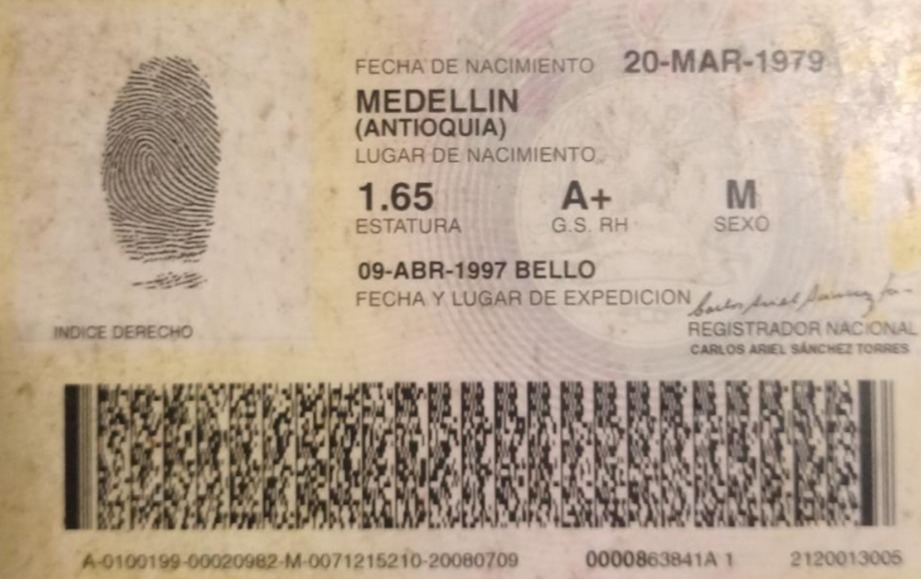 FECHA DE NACIMIENTO 20-MAR-1979
MEDELLIN
(ANTIOQUIA)
LUGAR DE NACIMIENTO
1.65 A+ M
ESTATURA G.S. RH SEXO
09-ABR-1997 BELLO
FECHA Y LUGAR DE EXPEDICION
INDICE DERECHO
REGISTRADOR NACIONAL
CARLOS ARIEL SÁNCHEZ TORRES
A-0100199-00020982-M-0071215210-20080709 0000863841A 1 2120013005